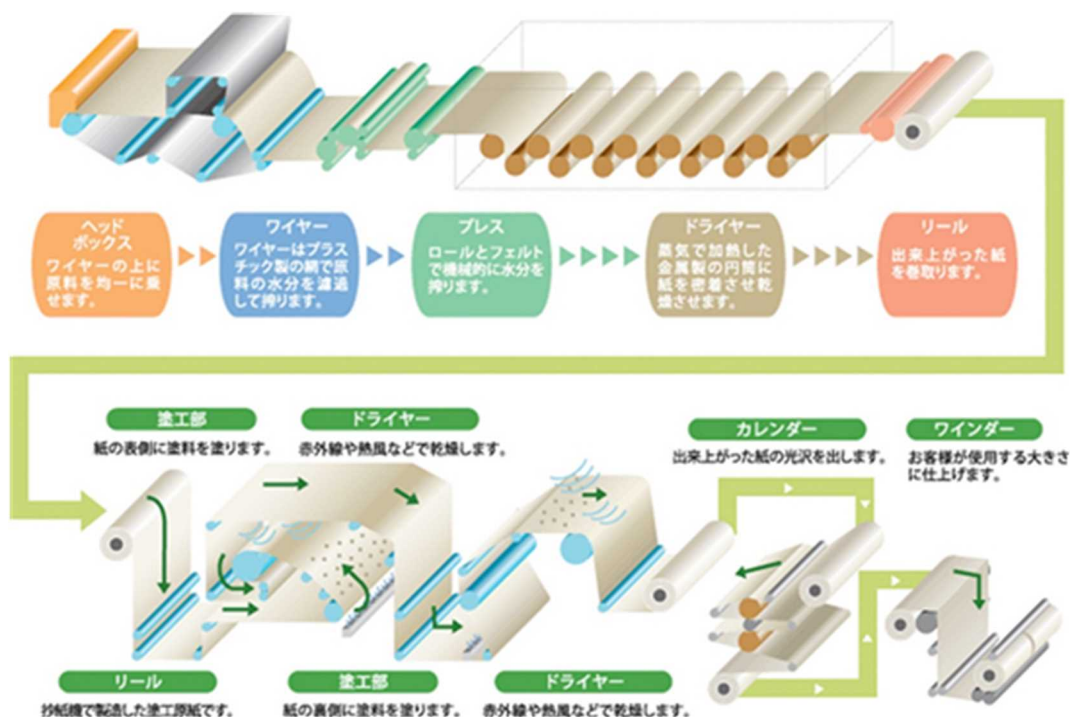 ヘッド
ボックス
ワイヤーの上に
原料を均一に乗
せます。
ワイヤー
ワイヤーはプラス
チック製の網で原
料の水分を濾過
して搾ります。
プレス
ロールとフェルト
で機械的に水分を
搾ります。
ドライヤー
蒸気で加熱した
金属製の円筒に
紙を密着させ乾
燥させます。
リール
出来上がった紙
を巻取ります。
塗工部
紙の表側に塗料を塗ります。
ドライヤー
赤外線や熱風などで乾燥します。
カレンダー
出来上がった紙の光沢を出します。
ワインダー
お客様が使用する大きさ
に仕上げます。
リール
抄紙機で製造した塗工原紙です。
塗工部
紙の裏側に塗料を塗ります。
ドライヤー
赤外線や熱風などで乾燥します。